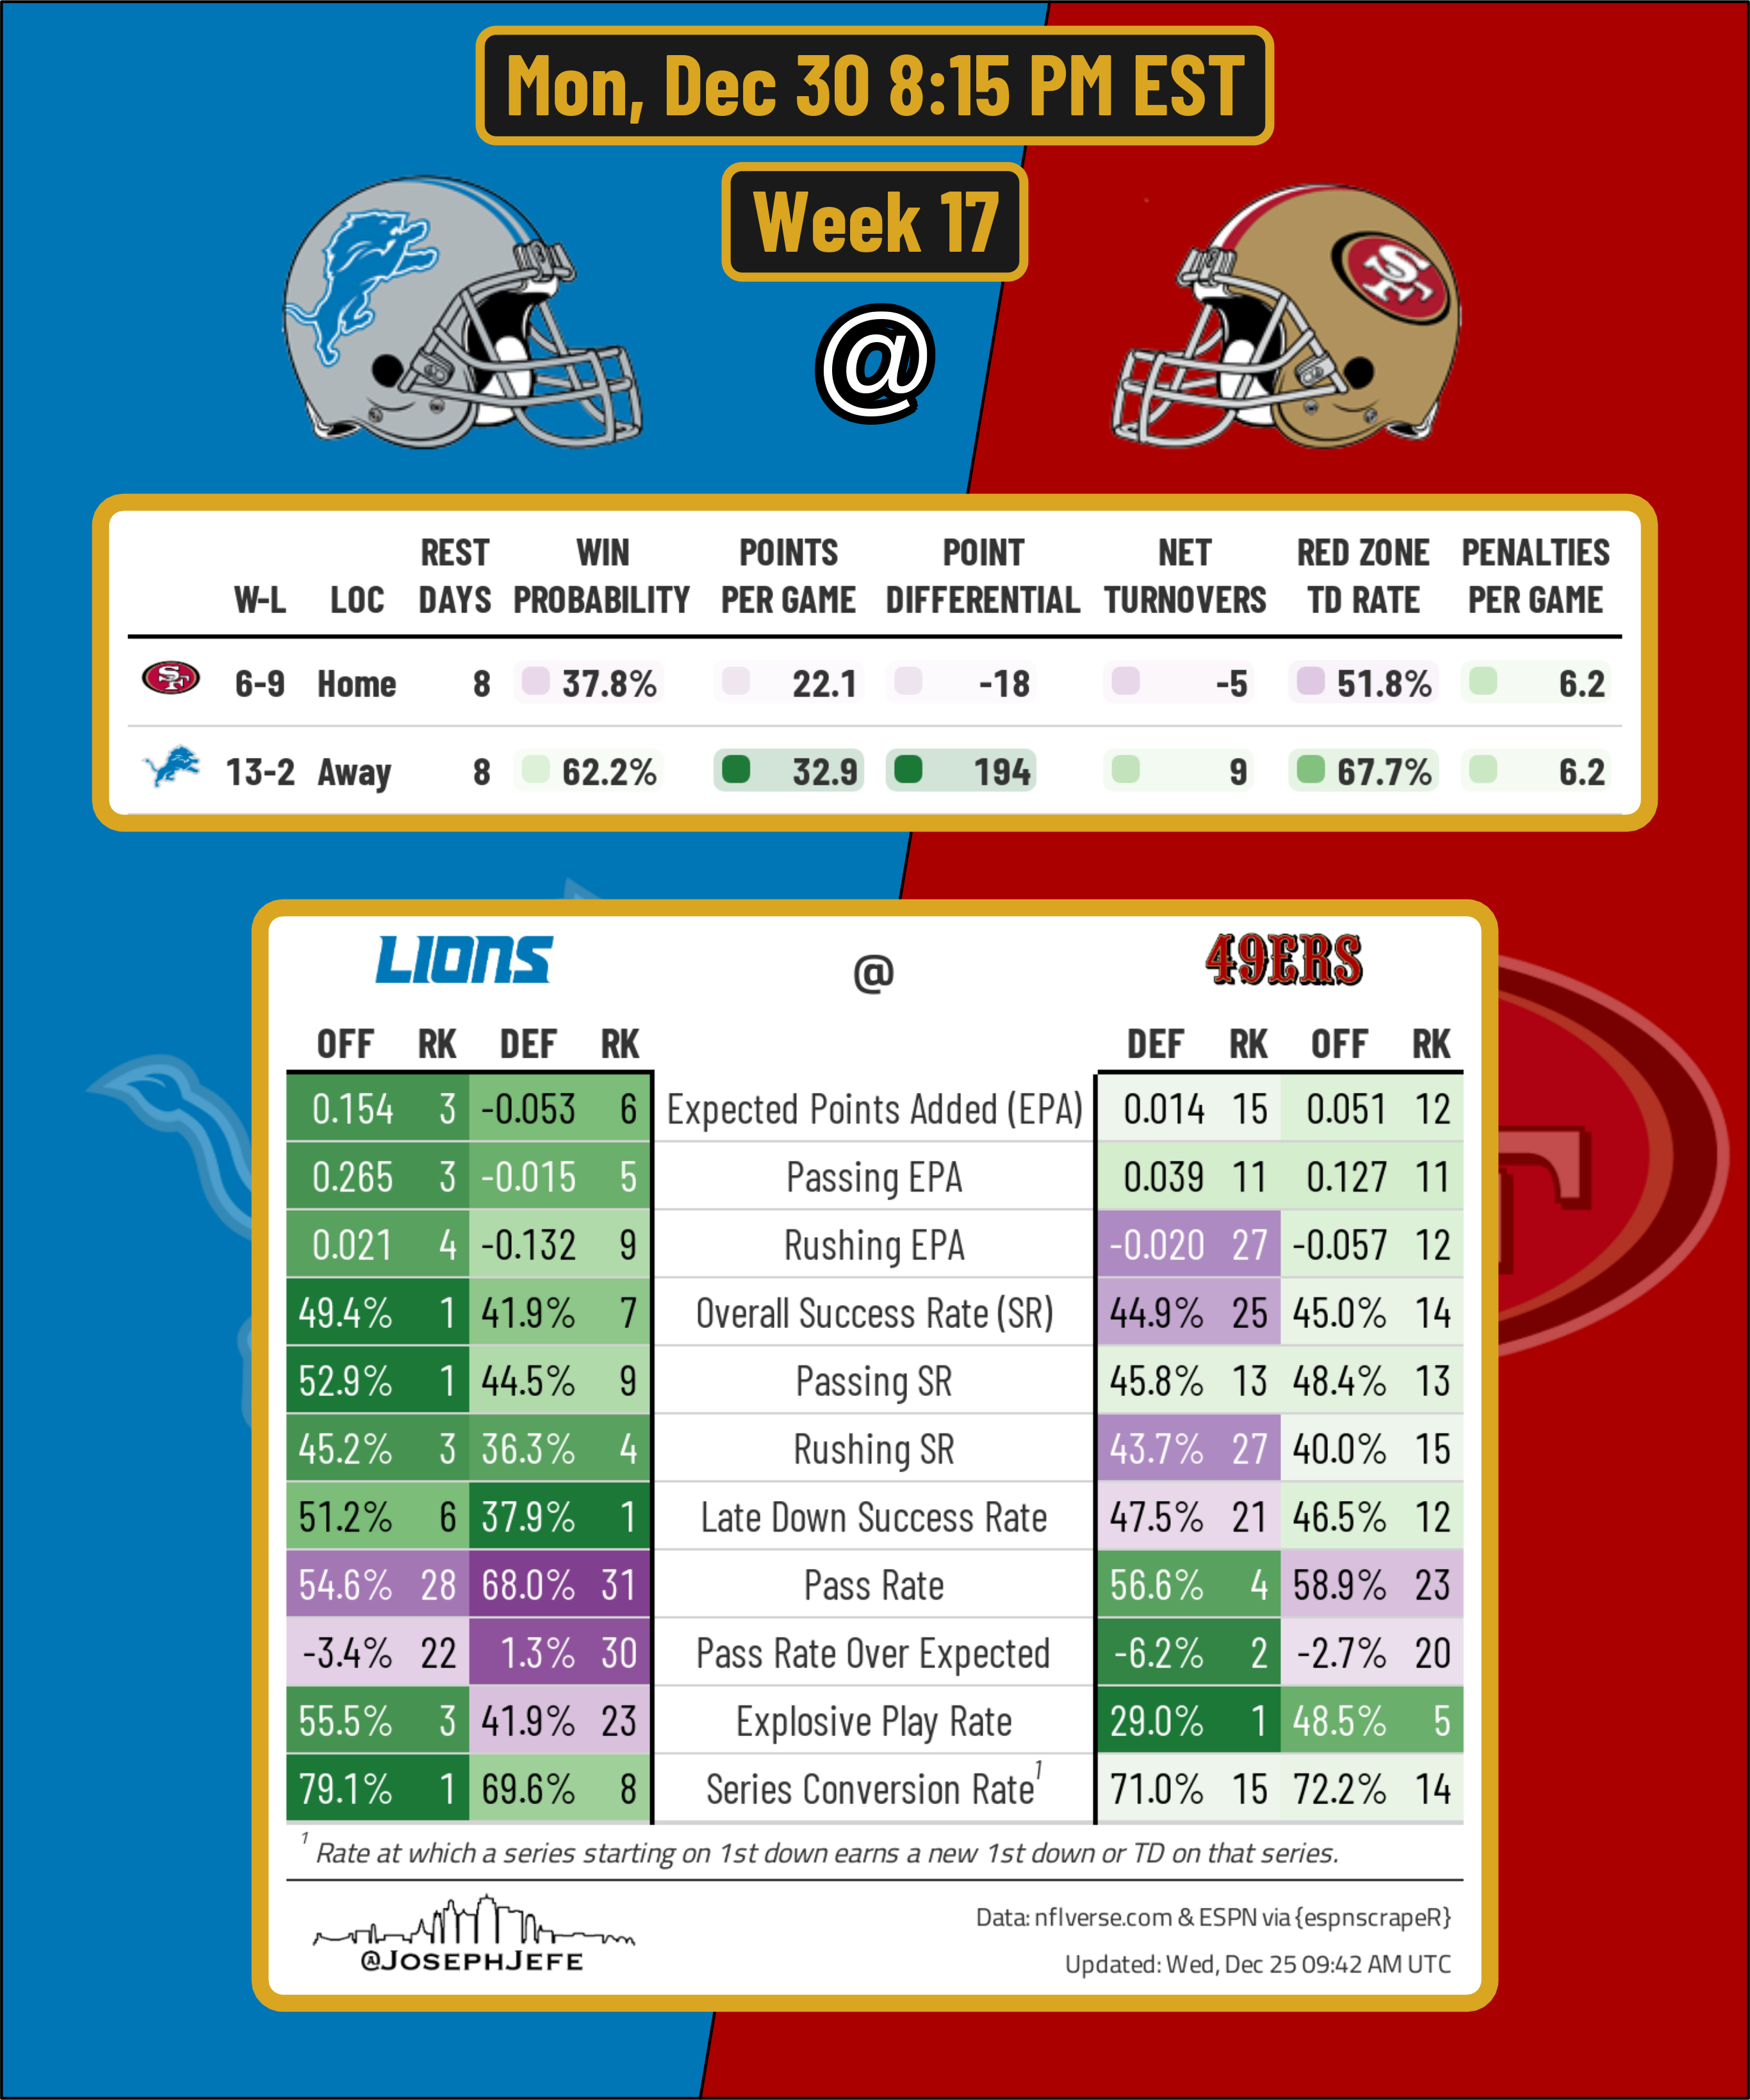 Mon, Dec 30 8:15 PM EST
Week 17
@
SF
W-L LOC REST DAYS WIN PROBABILITY POINTS PER GAME POINT DIFFERENTIAL NET TURNOVERS RED ZONE TD RATE PENALTIES PER GAME
SF 6-9 Home 8 37.8% 22.1 -18 -5 51.8% 6.2
13-2 Away 8 62.2% 32.9 194 9 67.7% 6.2
LIONS @ 49ERS
OFF RK DEF RK DEF RK OFF RK
0.154 3 -0.053 6 Expected Points Added (EPA) 0.014 15 0.051 12
0.265 3 -0.015 5 Passing EPA 0.039 11 0.127 11
0.021 4 -0.132 9 Rushing EPA -0.020 27 -0.057 12
49.4% 1 41.9% 7 Overall Success Rate (SR) 44.9% 25 45.0% 14
52.9% 1 44.5% 9 Passing SR 45.8% 13 48.4% 13
45.2% 3 36.3% 4 Rushing SR 43.7% 27 40.0% 15
51.2% 6 37.9% 1 Late Down Success Rate 47.5% 21 46.5% 12
54.6% 28 68.0% 31 Pass Rate 56.6% 4 58.9% 23
-3.4% 22 1.3% 30 Pass Rate Over Expected -6.2% 2 -2.7% 20
55.5% 3 41.9% 23 Explosive Play Rate 29.0% 1 48.5% 5
79.1% 1 69.6% 8 Series Conversion Rate¹ 71.0% 15 72.2% 14
¹ Rate at which a series starting on 1st down earns a new 1st down or TD on that series.
@JOSEPHJEFE
Data: nflverse.com & ESPN via {espnscrapeR}
Updated: Wed, Dec 25 09:42 AM UTC